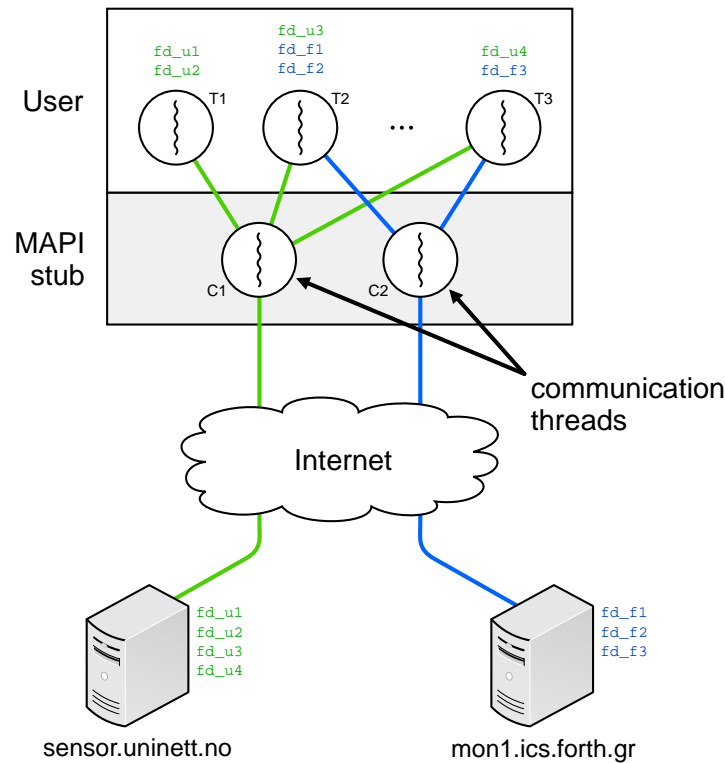 fd_u1
fd_u2
fd_u3
fd_f1
fd_f2
fd_u4
fd_f3
User
T1
T2
...
T3
MAPI
stub
C1
C2
communication
threads
Internet
fd_u1
fd_u2
fd_u3
fd_u4
fd_f1
fd_f2
fd_f3
sensor.uninett.no
mon1.ics.forth.gr